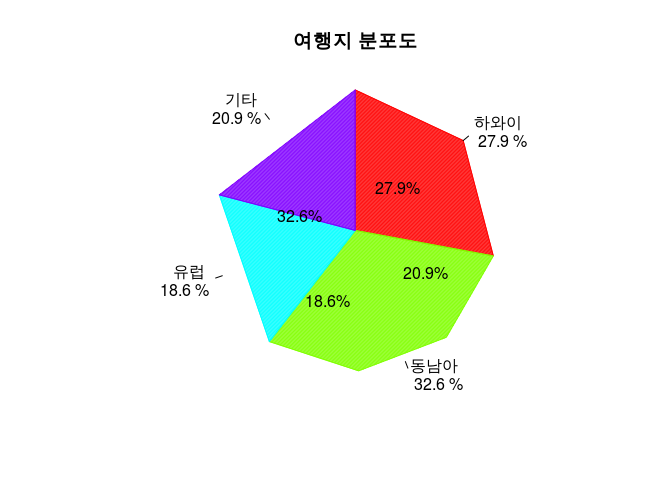 여행지 분포도
기타
20.9 %
하와이
27.9 %
27.9%
32.6%
20.9%
유럽
18.6 %
18.6%
동남아
32.6 %